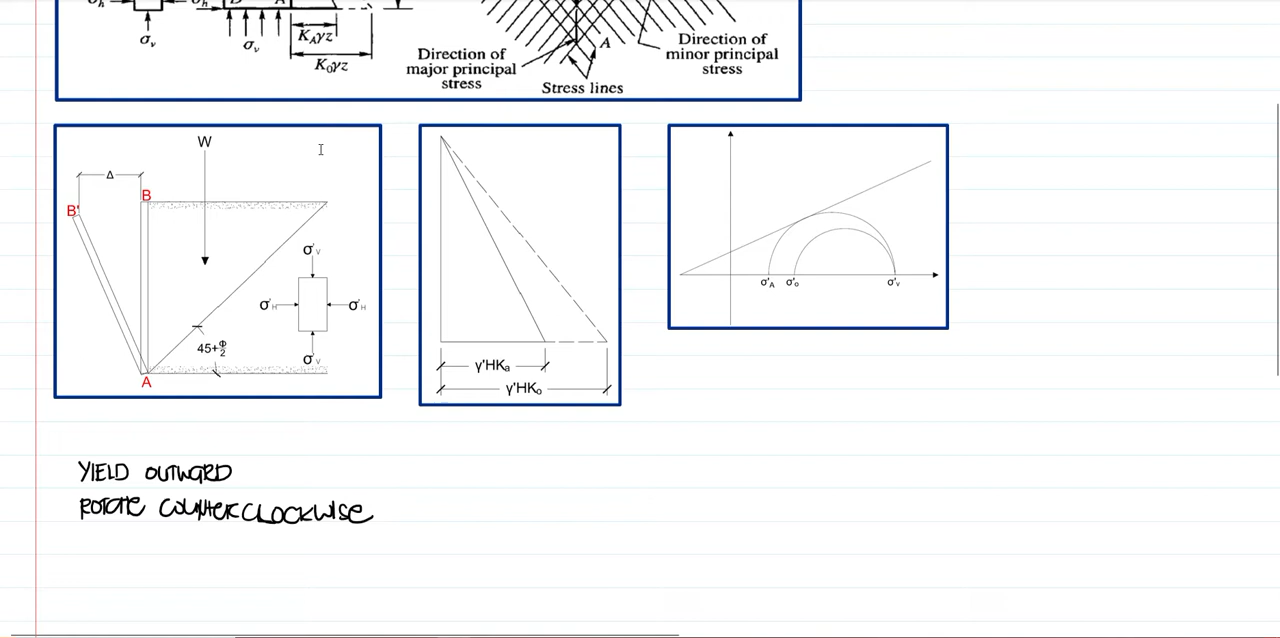 σh
σh
σv
D
A
σv
KAγz
K0γz
Direction of
major principal
stress
A
Stress lines
Direction of
minor principal
stress
W
Δ
B
B'
σ'V
σ'H
σ'H
45+Φ/2
σ'V
A
γ'HKa
γ'HKo
σ'A
σ'o
σ'v
YIELD OUTWARD
ROTATE COUNTERCLOCKWISE